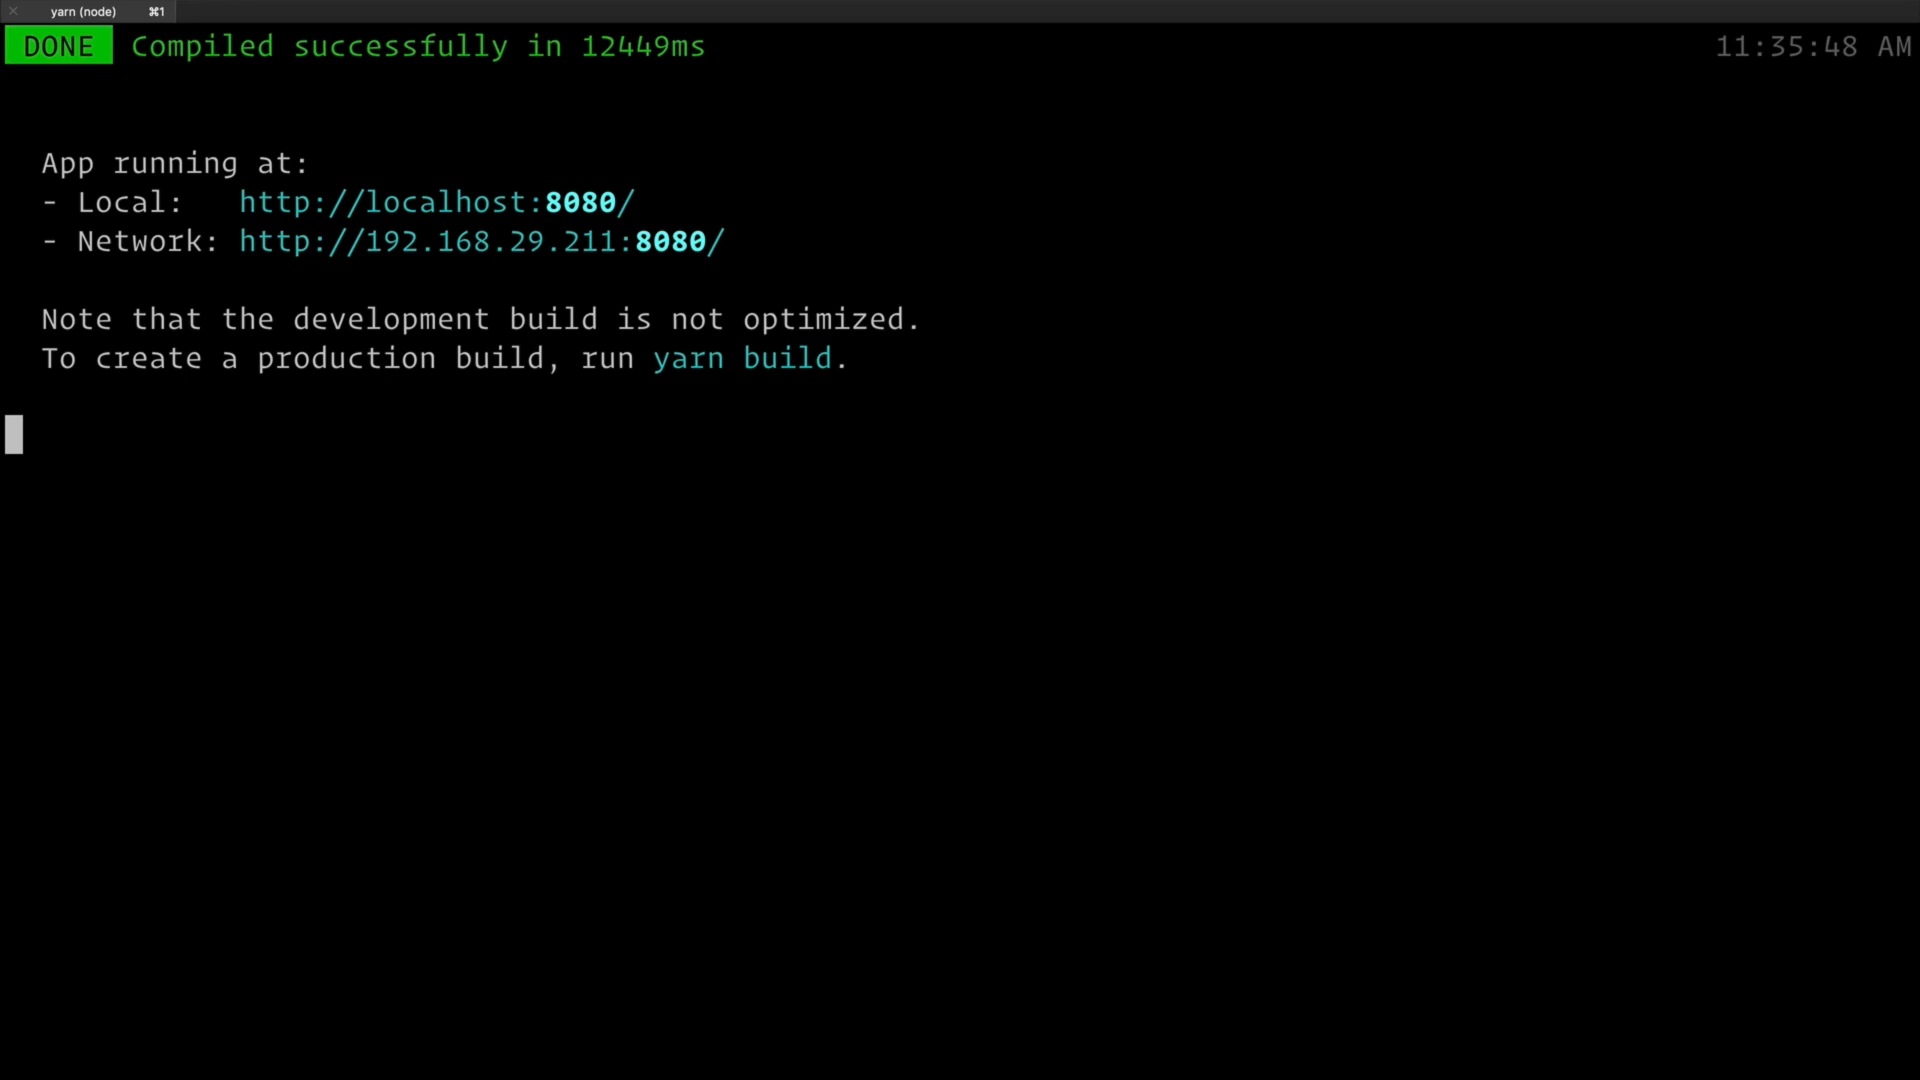 yarn (node) ⌘1
DONE Compiled successfully in 12449ms 11:35:48 AM
App running at:
- Local: http://localhost:8080/
- Network: http://192.168.29.211:8080/
Note that the development build is not optimized.
To create a production build, run yarn build.